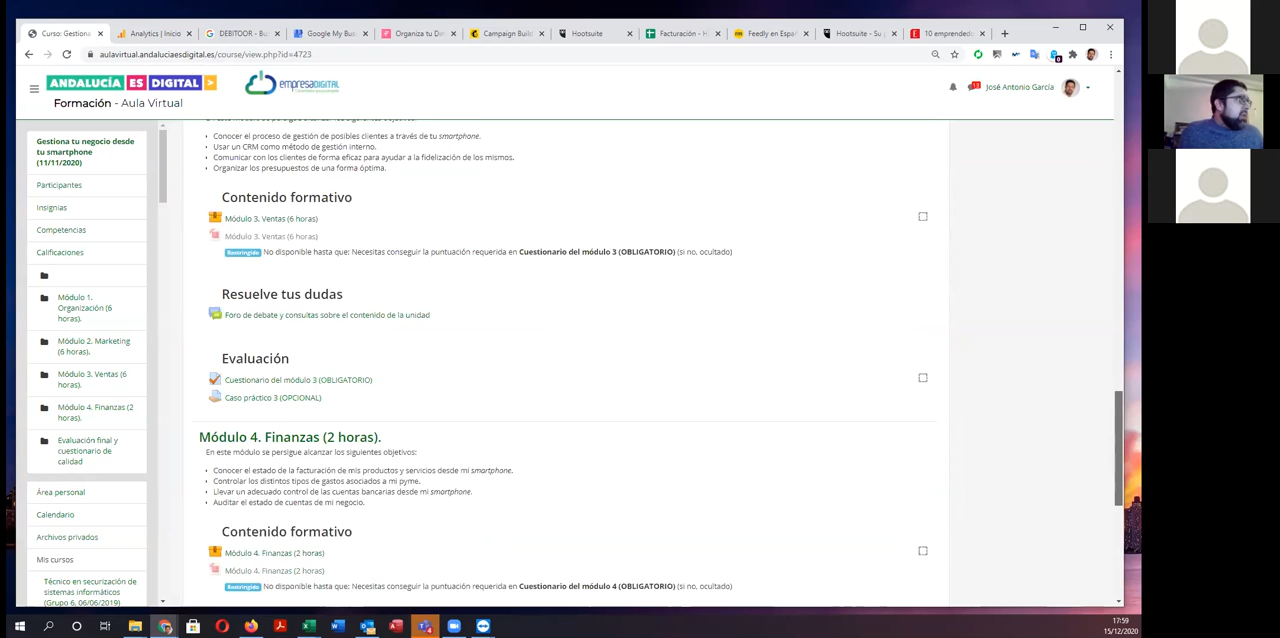 Curso: Gestiona
Analytics | Inicio
DEBITOOR - Bu
Google My Bus
Organiza tu Di
Campaign Build
Hootsuite
Facturación - H
Feedly en Espar
Hootsuite - Su p
10 emprendedo
aulavirtual.andaluciaesdigital.es/course/view.php?id=4723
ANDALUCÍA ES DIGITAL >
Formación - Aula Virtual
empresaDIGITAL
José Antonio García
Gestiona tu negocio desde
tu smartphone
(11/11/2020)
Participantes
Insignias
Competencias
Calificaciones
Módulo 1.
Organización (6
horas).
Módulo 2. Marketing
(6 horas).
Módulo 3. Ventas (6
horas).
Módulo 4. Finanzas (2
horas).
Evaluación final y
cuestionario de
calidad
Área personal
Calendario
Archivos privados
Mis cursos
Técnico en securización de
sistemas informáticos
(Grupo 6, 06/06/2019)
• Conocer el proceso de gestión de posibles clientes a través de tu smartphone.
• Usar un CRM como método de gestión interno.
• Comunicar con los clientes de forma eficaz para ayudar a la fidelización de los mismos.
• Organizar los presupuestos de una forma óptima.
Contenido formativo
Módulo 3. Ventas (6 horas)
Módulo 3. Ventas (6 horas)
Restringido No disponible hasta que: Necesitas conseguir la puntuación requerida en Cuestionario del módulo 3 (OBLIGATORIO) (si no, ocultado)
Resuelve tus dudas
Foro de debate y consultas sobre el contenido de la unidad
Evaluación
Cuestionario del módulo 3 (OBLIGATORIO)
Caso práctico 3 (OPCIONAL)
Módulo 4. Finanzas (2 horas).
En este módulo se persigue alcanzar los siguientes objetivos:
• Conocer el estado de la facturación de mis productos y servicios desde mi smartphone.
• Controlar los distintos tipos de gastos asociados a mi pyme.
• Llevar un adecuado control de las cuentas bancarias desde mi smartphone.
• Auditar el estado de cuentas de mi negocio.
Contenido formativo
Módulo 4. Finanzas (2 horas)
Módulo 4. Finanzas (2 horas)
Restringido No disponible hasta que: Necesitas conseguir la puntuación requerida en Cuestionario del módulo 4 (OBLIGATORIO) (si no, ocultado)
17:59
15/12/2020